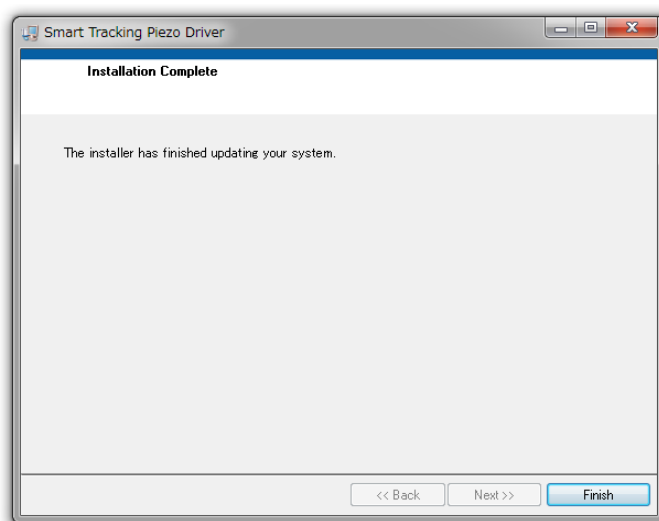 Smart Tracking Piezo Driver
Installation Complete
The installer has finished updating your system.
<< Back
Next >>
Finish